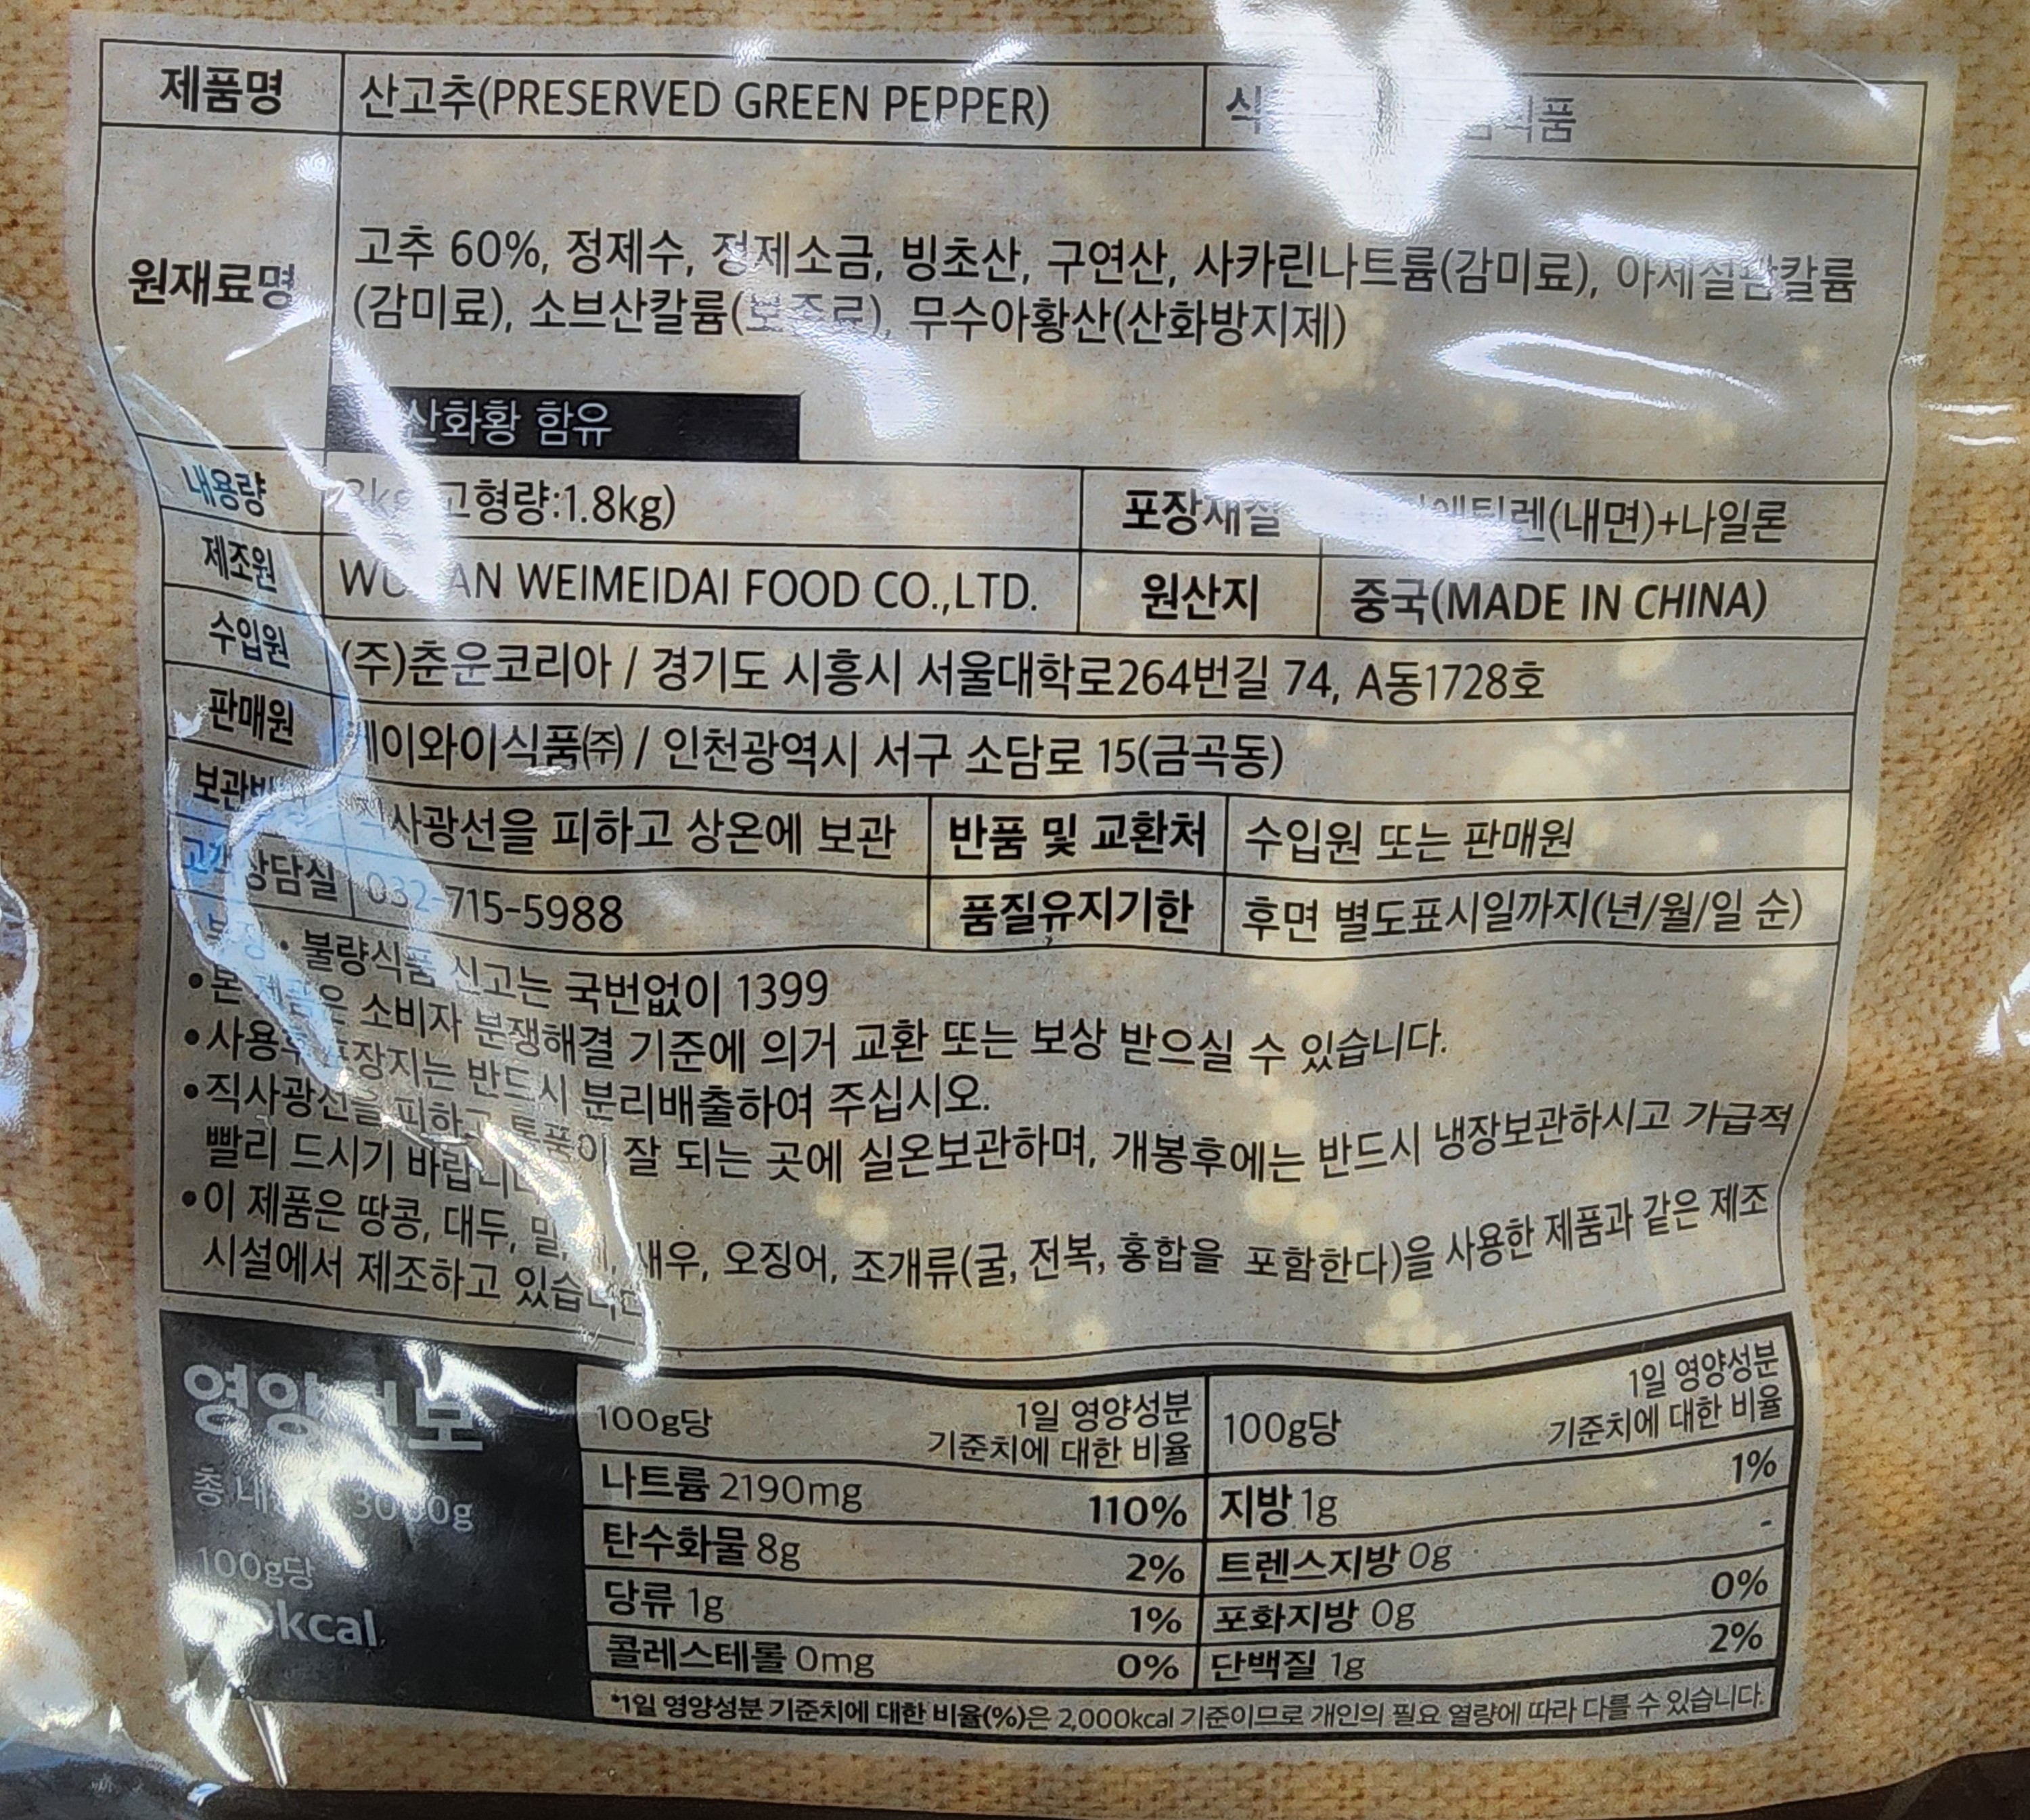 제품명 산고추(PRESERVED GREEN PEPPER)
원재료명
고추 60%, 정제수, 정제소금, 빙초산, 구연산, 사카린나트륨(감미료), 아세설팜칼륨
(감미료), 소브산칼륨(보존료), 무수아황산(산화방지제)
함유
내용량 고형량:1.8kg) 포장재질 (내면)+나일론
제조원 WEIMEIDAI FOOD CO.,LTD. 원산지 중국(MADE IN CHINA)
수입원 (주)춘운코리아 / 경기도 시흥시 서울대학로264번길 74, A동1728호
판매원 / 인천광역시 서구 소담로 15(금곡동)
피하고 상온에 보관 반품 및 교환처 수입원 또는 판매원
고객상담실 032-715-5988 품질유지기한 후면 별도표시일까지(년/월/일 순)
불량식품 신고는 국번없이 1399
•본 제품은 소비자 분쟁해결 기준에 의거 교환 또는 보상 받으실 수 있습니다.
•사용후 포장지는 반드시 분리배출하여 주십시오.
•직사광선을 피하고 통풍이 잘 되는 곳에 실온보관하며, 개봉후에는 반드시 냉장보관하시고 가급적
빨리 드시기 바랍니다
•이 제품은 땅콩, 대두, 밀, 새우, 오징어, 조개류(굴, 전복, 홍합을 포함한다)을 사용한 제품과 같은 제조
시설에서 제조하고 있습니다
영양정보
총
100g당
kcal
100g당 1일 영양성분 기준치에 대한 비율 100g당 1일 영양성분 기준치에 대한 비율
나트륨 2190mg 110% 지방 1g 1%
탄수화물 8g 2% 트렌스지방 0g -
당류 1g 1% 포화지방 0g 0%
콜레스테롤 0mg 0% 단백질 1g 2%
*1일 영양성분 기준치에 대한 비율(%)은 2,000kcal 기준이므로 개인의 필요 열량에 따라 다를 수 있습니다.